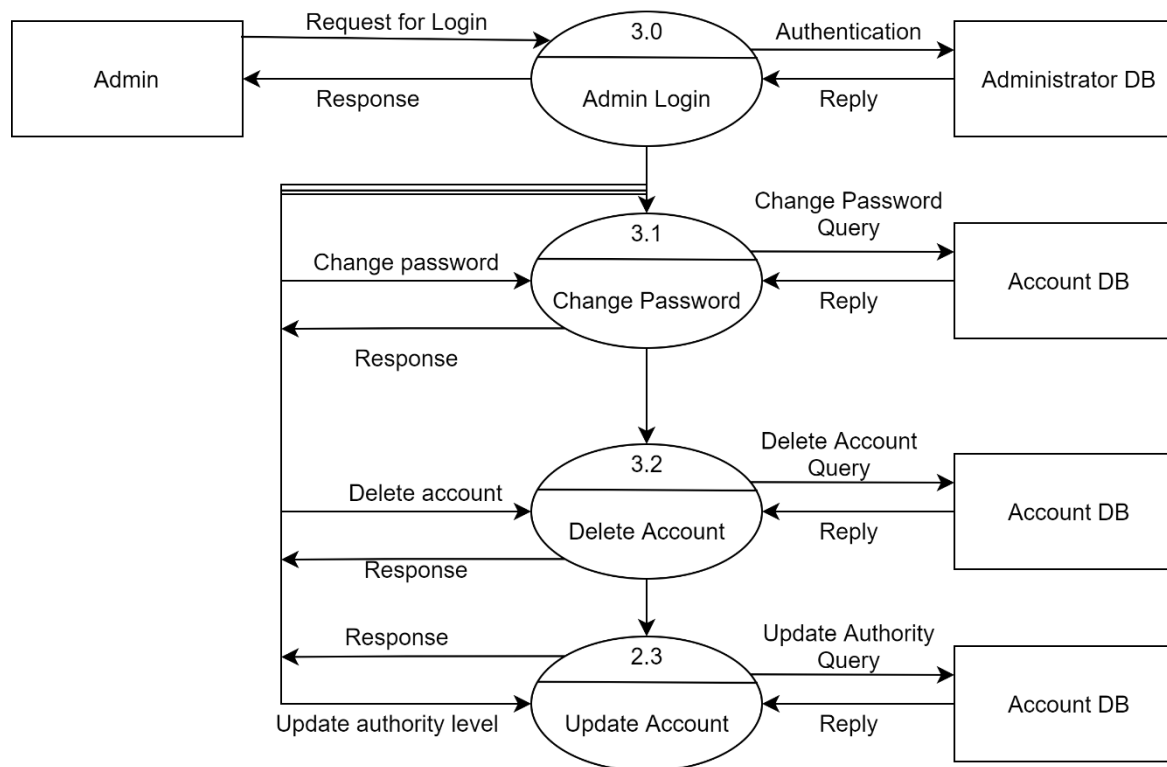 Request for Login
3.0
Authentication
Admin
Response
Admin Login
Reply
Administrator DB
Change Password
Query
3.1
Change password
Change Password
Reply
Account DB
Response
Delete Account
Query
3.2
Delete account
Delete Account
Reply
Account DB
Response
Response
2.3
Update Authority
Query
Update authority level
Update Account
Reply
Account DB